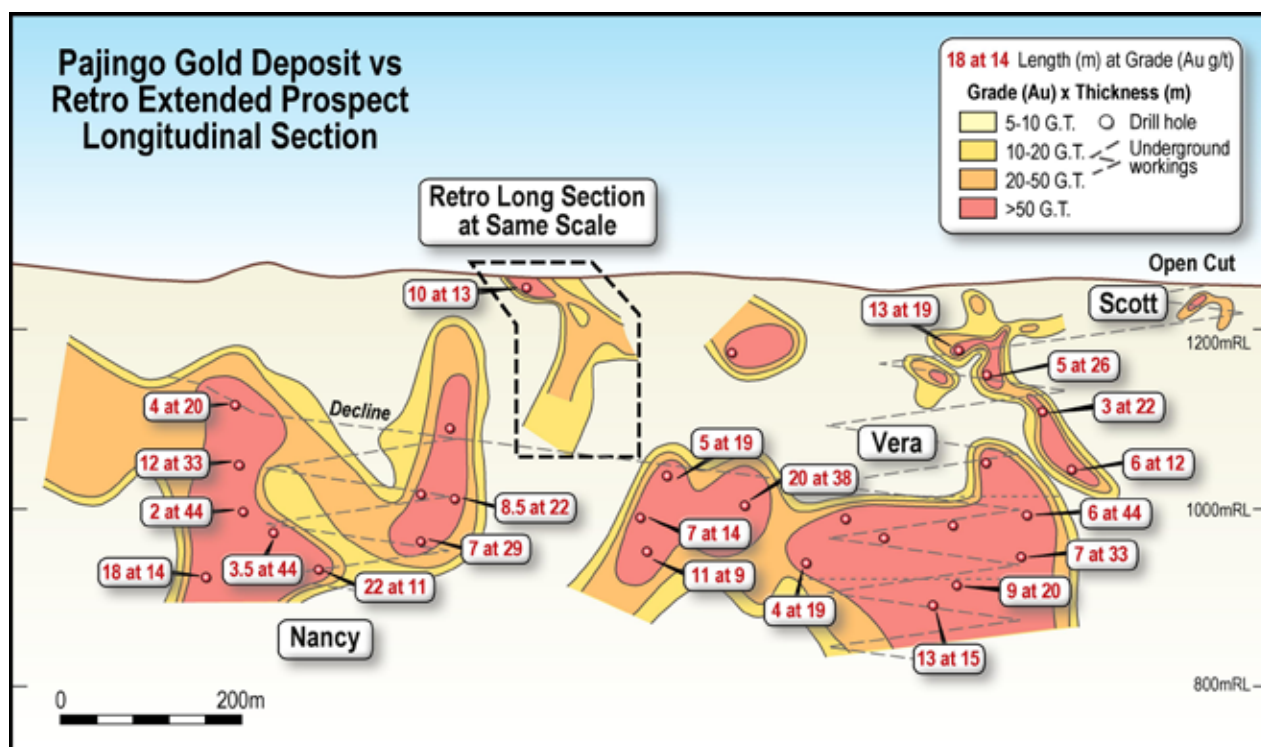 Pajingo Gold Deposit vs
Retro Extended Prospect
Longitudinal Section
18 at 14 Length (m) at Grade (Au g/t)
Grade (Au) x Thickness (m)
5-10 G.T.
10-20 G.T.
20-50 G.T.
>50 G.T.
Drill hole
Underground
workings
Retro Long Section
at Same Scale
Open Cut
Scott
10 at 13
13 at 19
1200mRL
5 at 26
4 at 20
Decline
3 at 22
Vera
5 at 19
12 at 33
20 at 38
6 at 12
2 at 44
8.5 at 22
1000mRL
6 at 44
7 at 14
7 at 29
7 at 33
18 at 14
3.5 at 44
22 at 11
11 at 9
9 at 20
4 at 19
Nancy
13 at 15
800mRL
0
200m